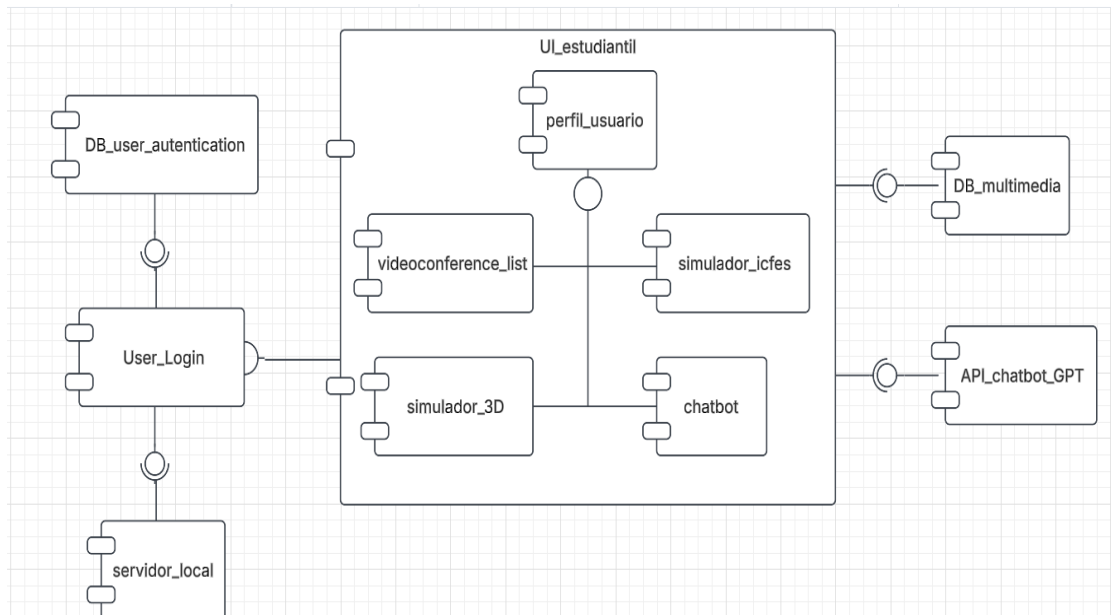 UI_estudiantil
perfil_usuario
DB_user_autentication
DB_multimedia
videoconference_list
simulador_icfes
User_Login
API_chatbot_GPT
simulador_3D
chatbot
servidor_local